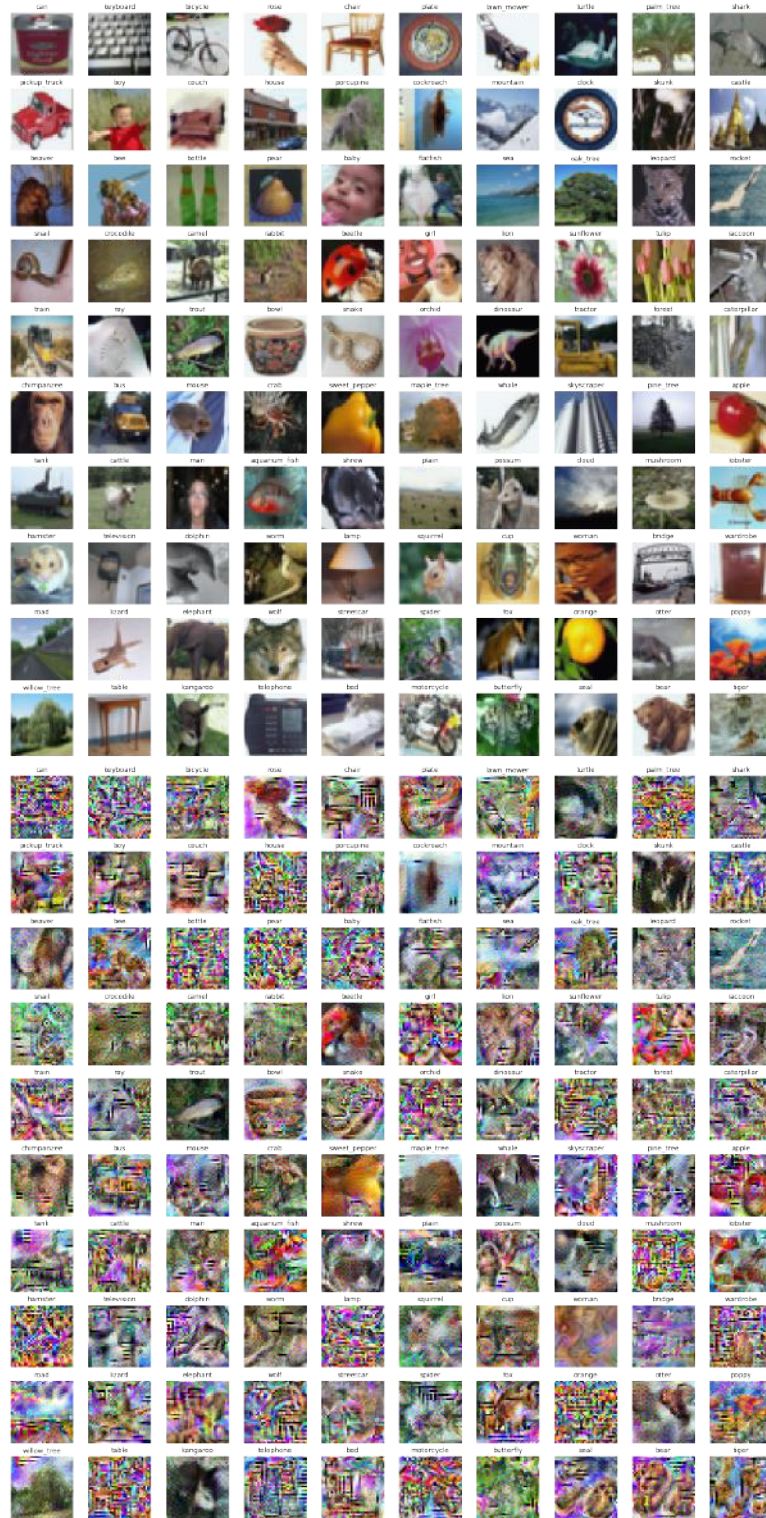 can keyboard bicycle rose chair plate lawn_mower turtle palm_tree shark
pickup_truck boy couch house porcupine cockroach mountain clock skunk castle
beaver bee bottle pear baby flatfish sea oak_tree leopard rocket
snail crocodile camel rabbit beetle girl lion sunflower tulip raccoon
train ray trout bowl snake orchid dinosaur tractor forest caterpillar
chimpanzee bus mouse crab sweet_pepper maple_tree whale skyscraper pine_tree apple
tank cattle man aquarium_fish shrew plain possum cloud mushroom lobster
hamster television dolphin worm lamp squirrel cup woman bridge wardrobe
road lizard elephant wolf streetcar spider fox orange otter poppy
willow_tree table kangaroo telephone bed motorcycle butterfly seal bear tiger
can keyboard bicycle rose chair plate lawn_mower turtle palm_tree shark
pickup_truck boy couch house porcupine cockroach mountain clock skunk castle
beaver bee bottle pear baby flatfish sea oak_tree leopard rocket
snail crocodile camel rabbit beetle girl lion sunflower tulip raccoon
train ray trout bowl snake orchid dinosaur tractor forest caterpillar
chimpanzee bus mouse crab sweet_pepper maple_tree whale skyscraper pine_tree apple
tank cattle man aquarium_fish shrew plain possum cloud mushroom lobster
hamster television dolphin worm lamp squirrel cup woman bridge wardrobe
road lizard elephant wolf streetcar spider fox orange otter poppy
willow_tree table kangaroo telephone bed motorcycle butterfly seal bear tiger